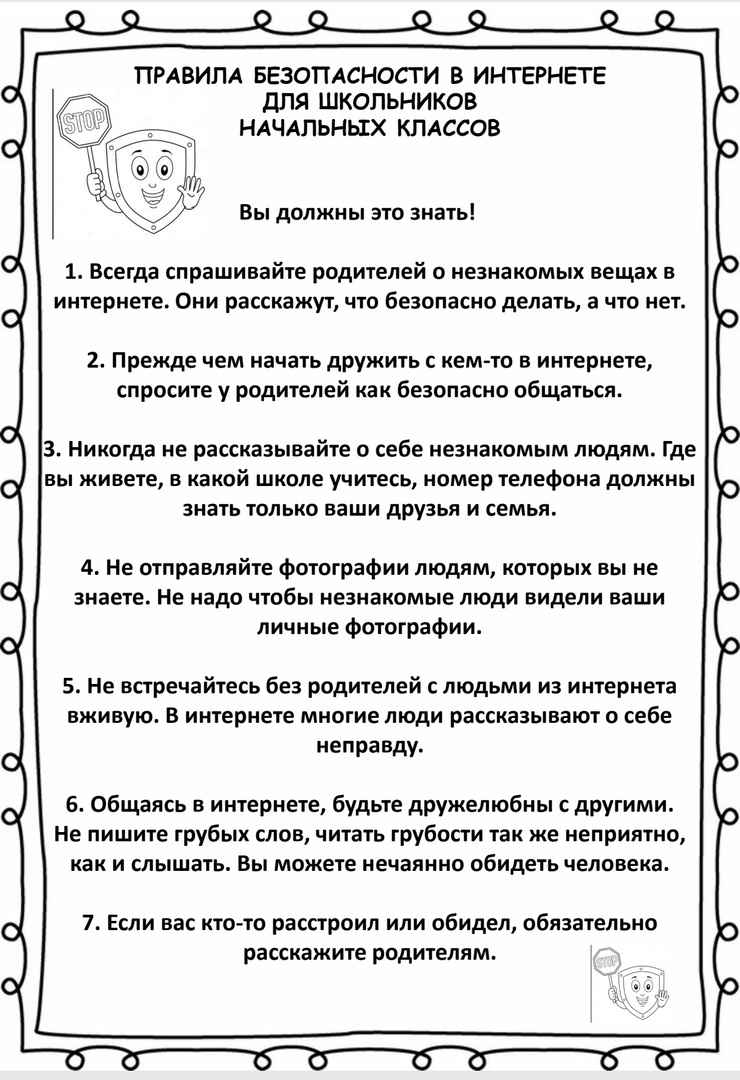 ПРАВИЛА БЕЗОПАСНОСТИ В ИНТЕРНЕТЕ
ДЛЯ ШКОЛЬНИКОВ
НАЧАЛЬНЫХ КЛАССОВ
STOP
Вы должны это знать!
1. Всегда спрашивайте родителей о незнакомых вещах в
интернете. Они расскажут, что безопасно делать, а что нет.
2. Прежде чем начать дружить с кем-то в интернете,
спросите у родителей как безопасно общаться.
3. Никогда не рассказывайте о себе незнакомым людям. Где
вы живете, в какой школе учитесь, номер телефона должны
знать только ваши друзья и семья.
4. Не отправляйте фотографии людям, которых вы не
знаете. Не надо чтобы незнакомые люди видели ваши
личные фотографии.
5. Не встречайтесь без родителей с людьми из интернета
вживую. В интернете многие люди рассказывают о себе
неправду.
6. Общаясь в интернете, будьте дружелюбны с другими.
Не пишите грубых слов, читать грубости так же неприятно,
как и слышать. Вы можете нечаянно обидеть человека.
7. Если вас кто-то расстроил или обидел, обязательно
расскажите родителям.
STOP